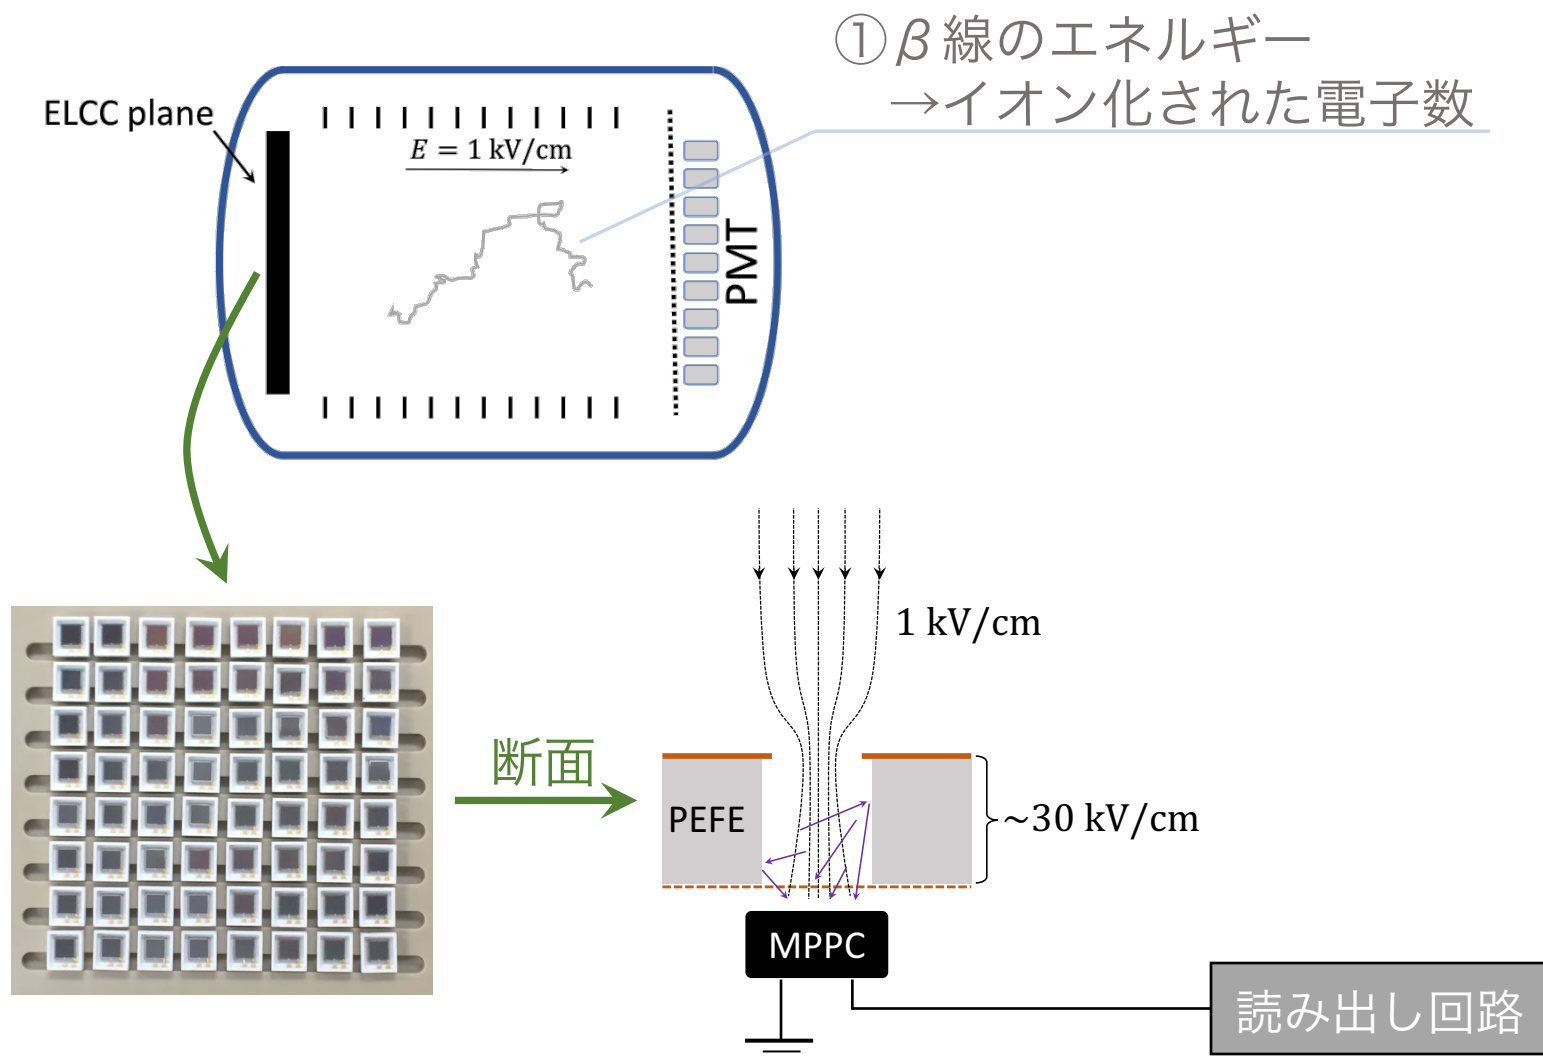 ①β線のエネルギー
→イオン化された電子数
ELCC plane
E = 1 kV/cm
PMT
1 kV/cm
断面
PEFE
~30 kV/cm
MPPC
読み出し回路